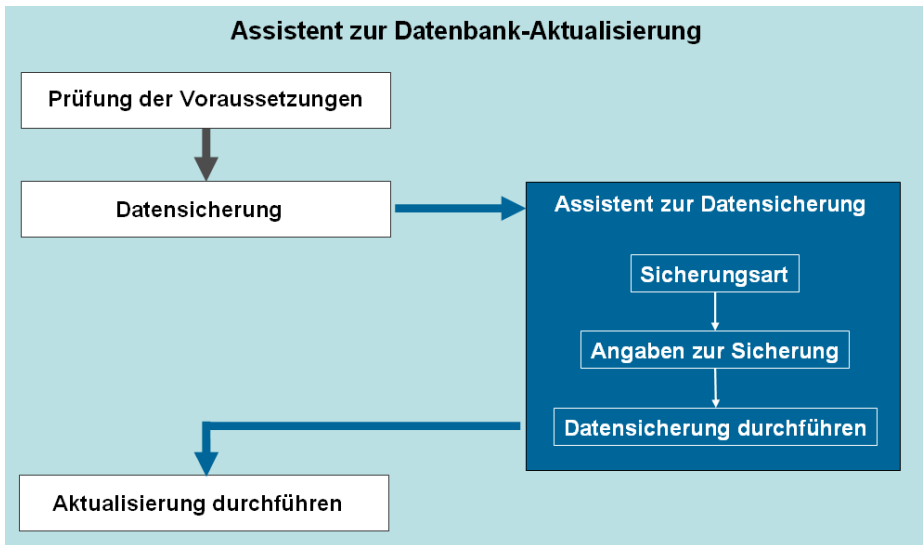 Assistent zur Datenbank-Aktualisierung
Prüfung der Voraussetzungen
Datensicherung
Assistent zur Datensicherung
Sicherungsart
Angaben zur Sicherung
Datensicherung durchführen
Aktualisierung durchführen